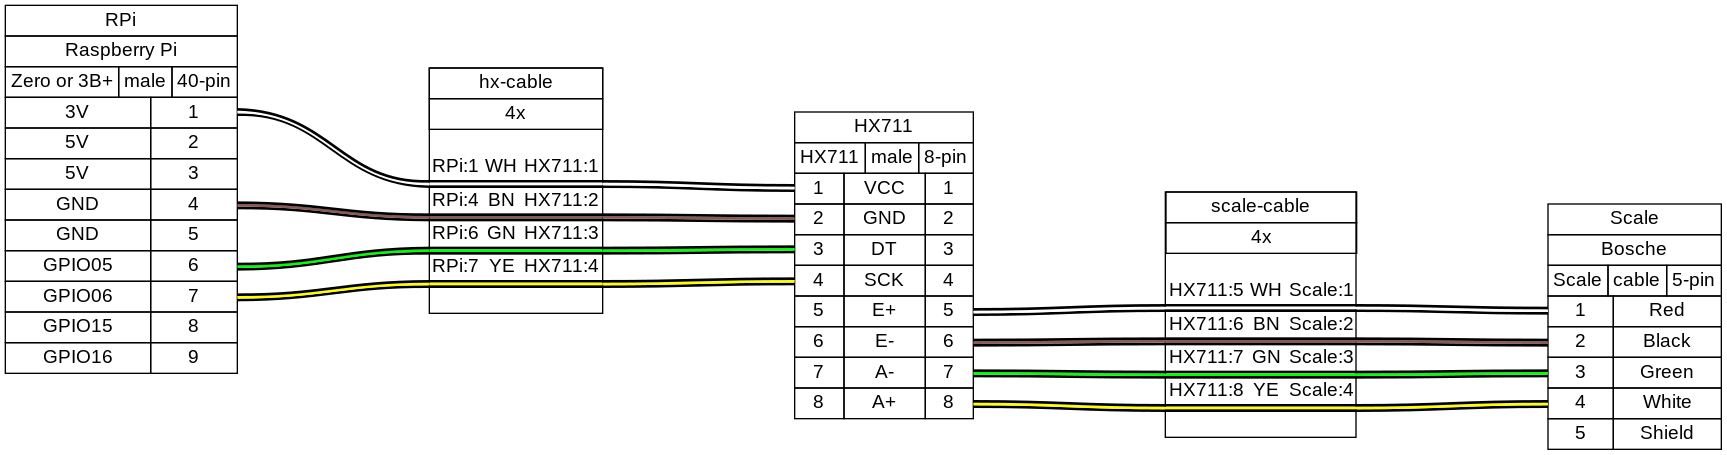 RPi
Raspberry Pi
Zero or 3B+ male 40-pin
3V 1
5V 2
5V 3
GND 4
GND 5
GPIO05 6
GPIO06 7
GPIO15 8
GPIO16 9
hx-cable
4x
RPi:1 WH HX711:1
RPi:4 BN HX711:2
RPi:6 GN HX711:3
RPi:7 YE HX711:4
HX711
HX711 male 8-pin
1 VCC 1
2 GND 2
3 DT 3
4 SCK 4
5 E+ 5
6 E- 6
7 A- 7
8 A+ 8
scale-cable
4x
HX711:5 WH Scale:1
HX711:6 BN Scale:2
HX711:7 GN Scale:3
HX711:8 YE Scale:4
Scale
Bosche
Scale cable 5-pin
1 Red
2 Black
3 Green
4 White
5 Shield